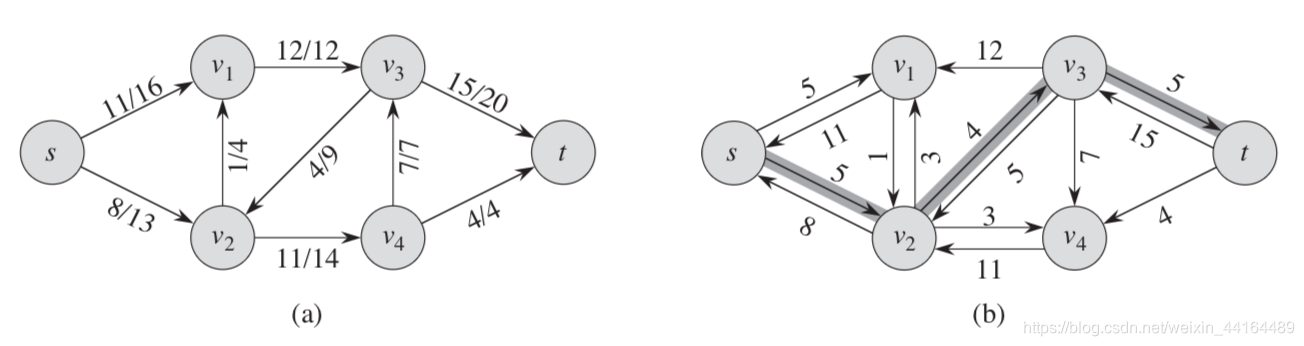 12/12
v1
v3
11/16
15/20
s
1/4
4/9
7/7
t
8/13
v2
v4
4/4
11/14
(a)
12
v1
v3
5
5
11
4
15
s
5
1
3
5
7
t
8
v2
3
v4
4
11
(b)
https://blog.csdn.net/weixin_44164489